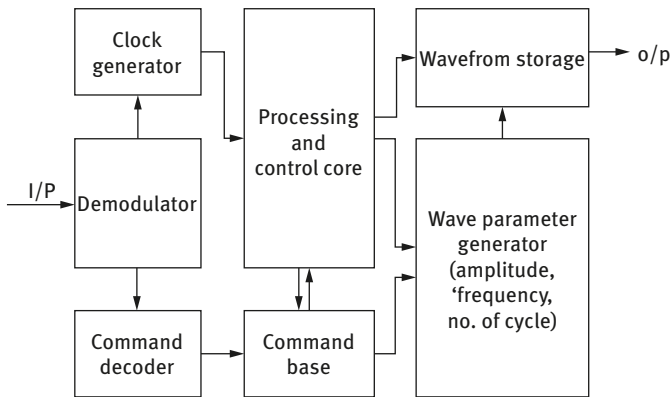 Clock
generator
Processing
and
control core
Wavefrom storage
o/p
I/P
Demodulator
Wave parameter
generator
(amplitude,
‘frequency,
no. of cycle)
Command
decoder
Command
base